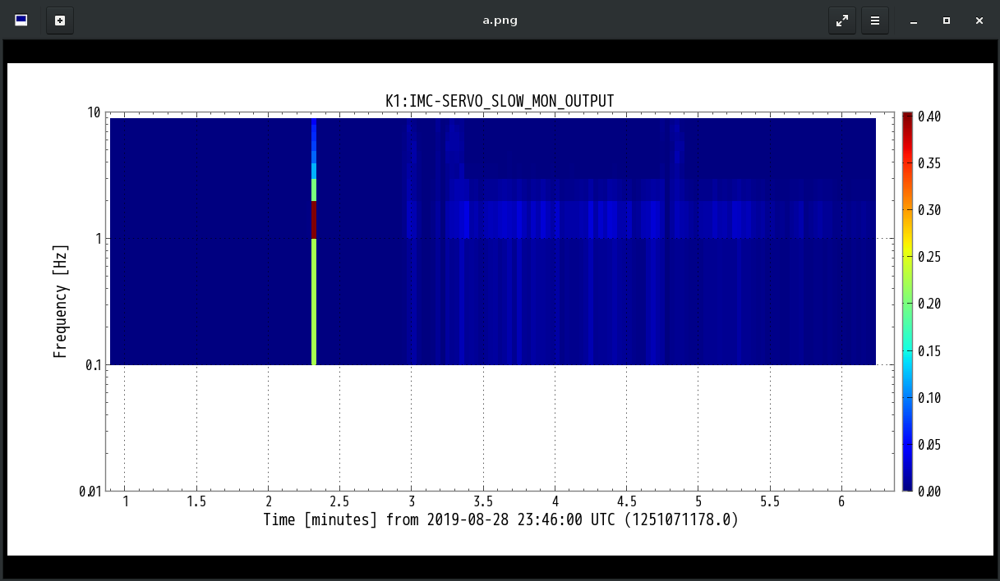 a.png
K1:IMC-SERVO_SLOW_MON_OUTPUT
Frequency [Hz]
10
1
0.1
0.01
1 1.5 2 2.5 3 3.5 4 4.5 5 5.5 6
Time [minutes] from 2019-08-28 23:46:00 UTC (1251071178.0)
0.40
0.35
0.30
0.25
0.20
0.15
0.10
0.05
0.00